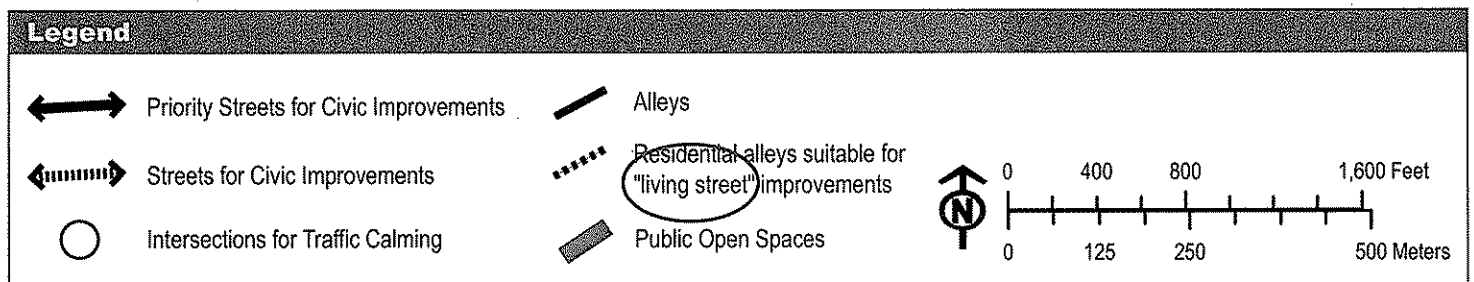 Legend
Priority Streets for Civic Improvements
Streets for Civic Improvements
Intersections for Traffic Calming
Alleys
Residential alleys suitable for
"living street" improvements
Public Open Spaces
N
0 400 800 1,600 Feet
0 125 250 500 Meters